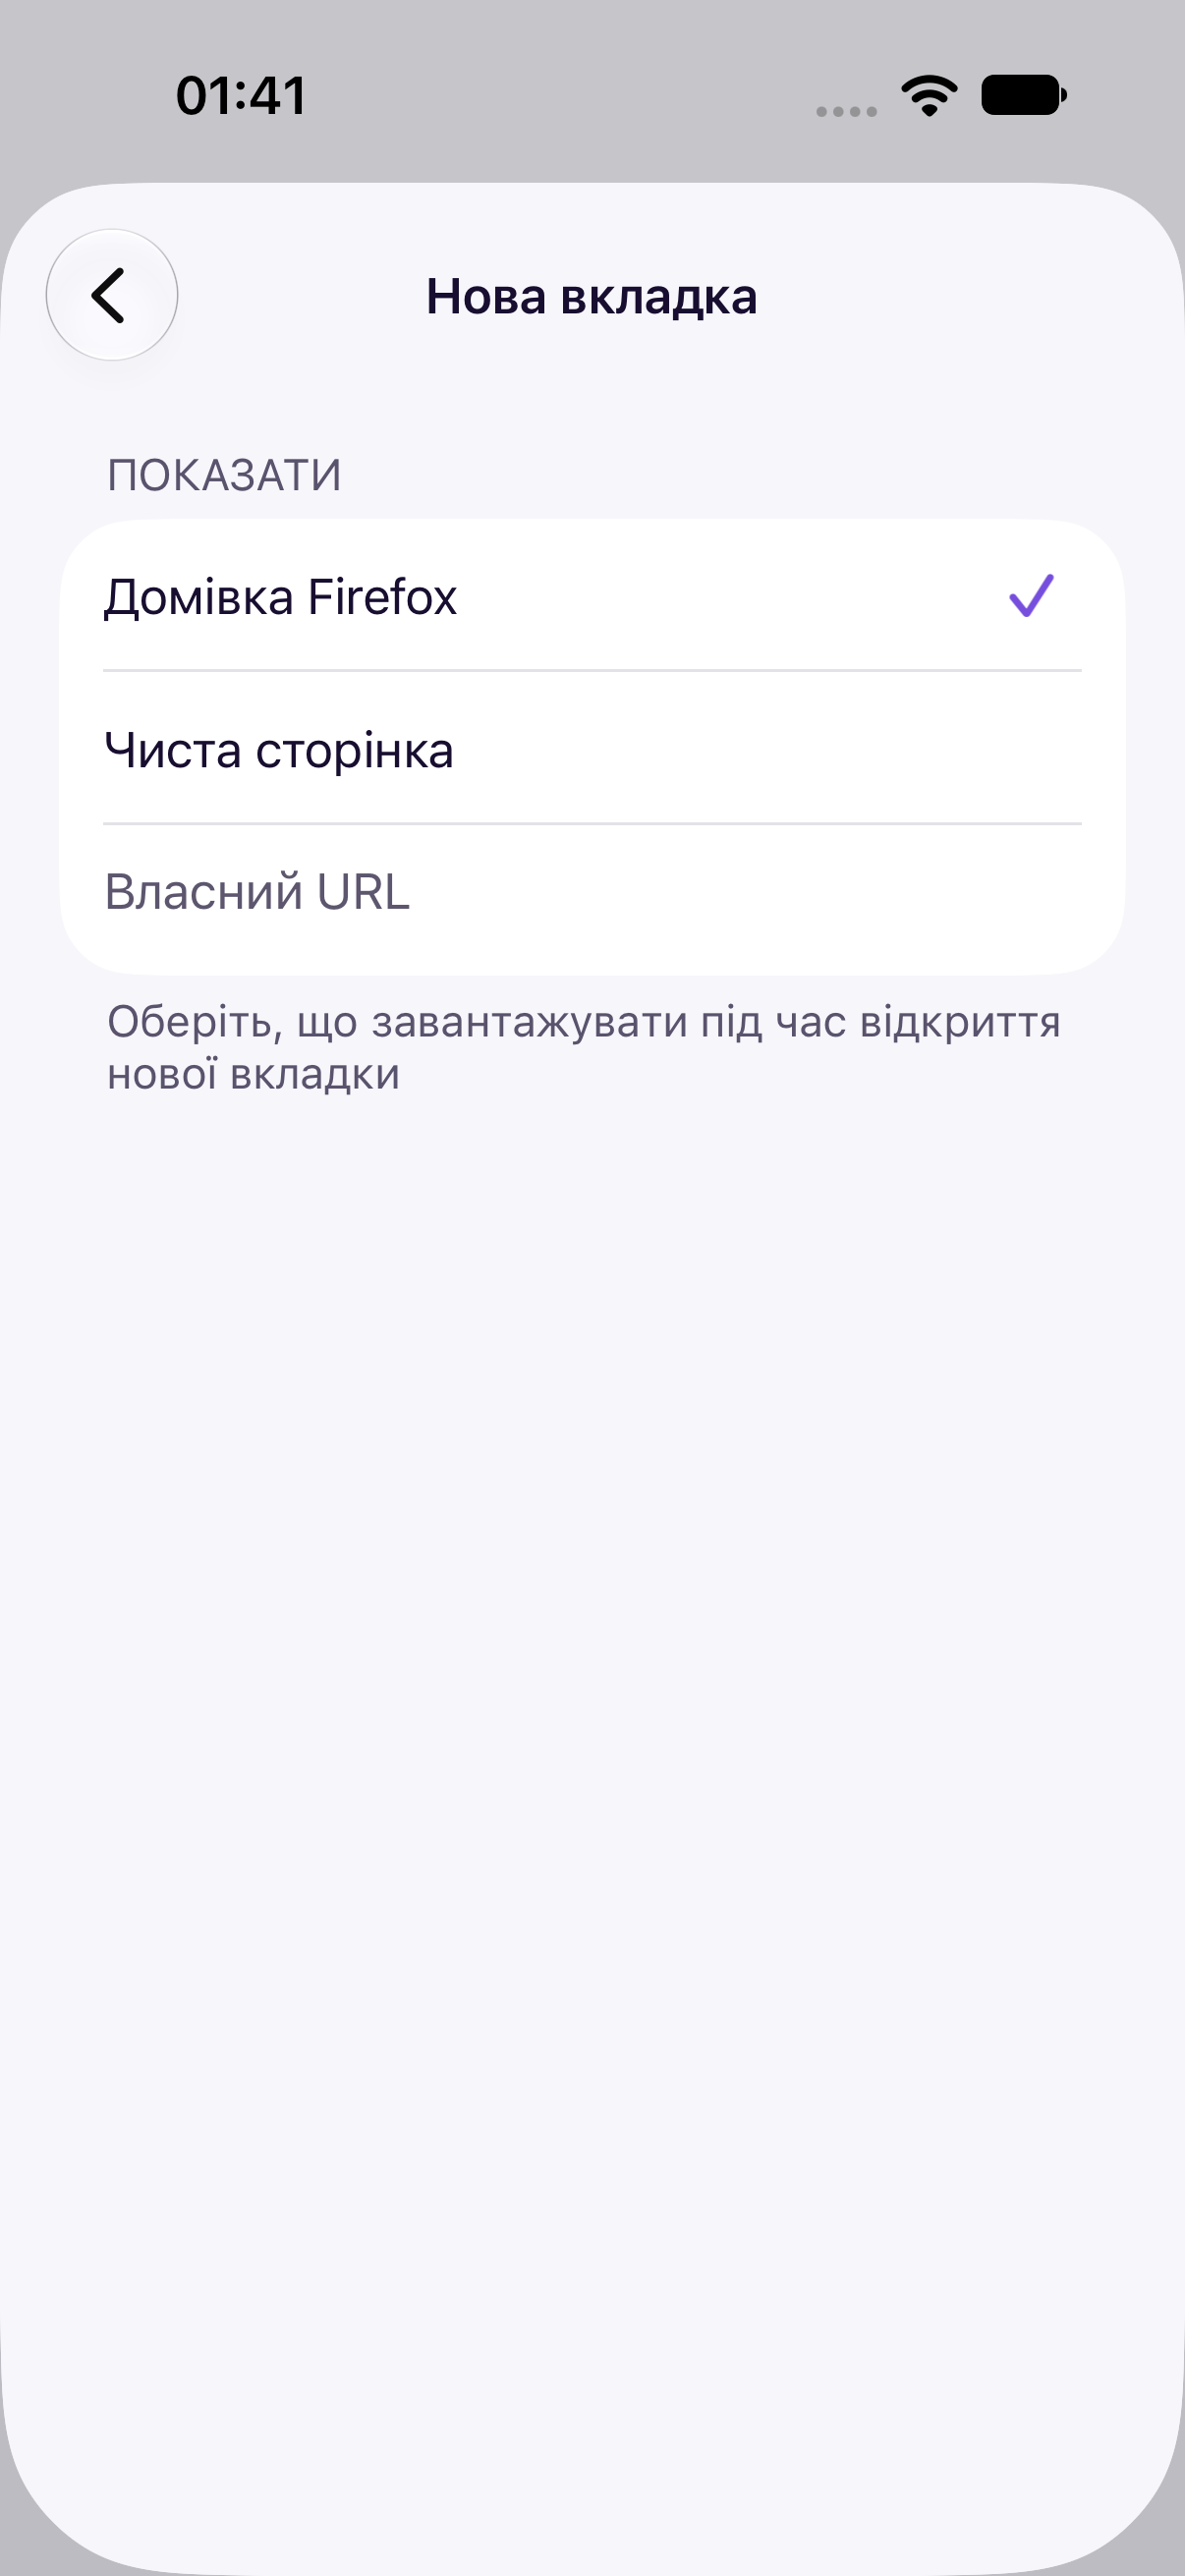 01:41
Нова вкладка
ПОКАЗАТИ
Домівка Firefox
Чиста сторінка
Власний URL
Оберіть, що завантажувати під час відкриття
нової вкладки